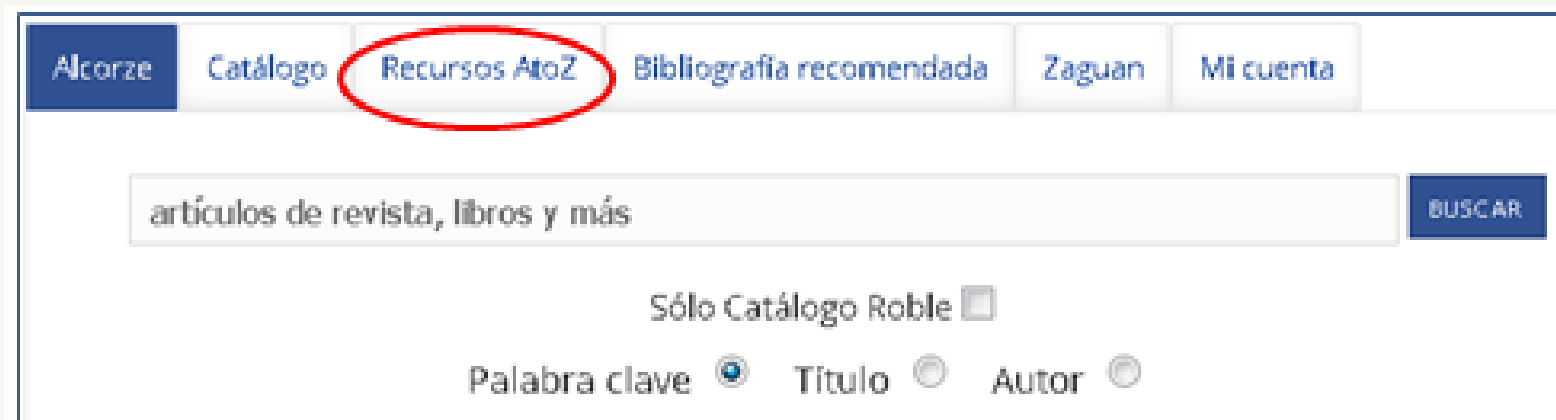 Alcorze Catálogo Recursos AtoZ Bibliografía recomendada Zaguan Mi cuenta
artículos de revista, libros y más BUSCAR
Sólo Catálogo Roble
Palabra clave Título Autor